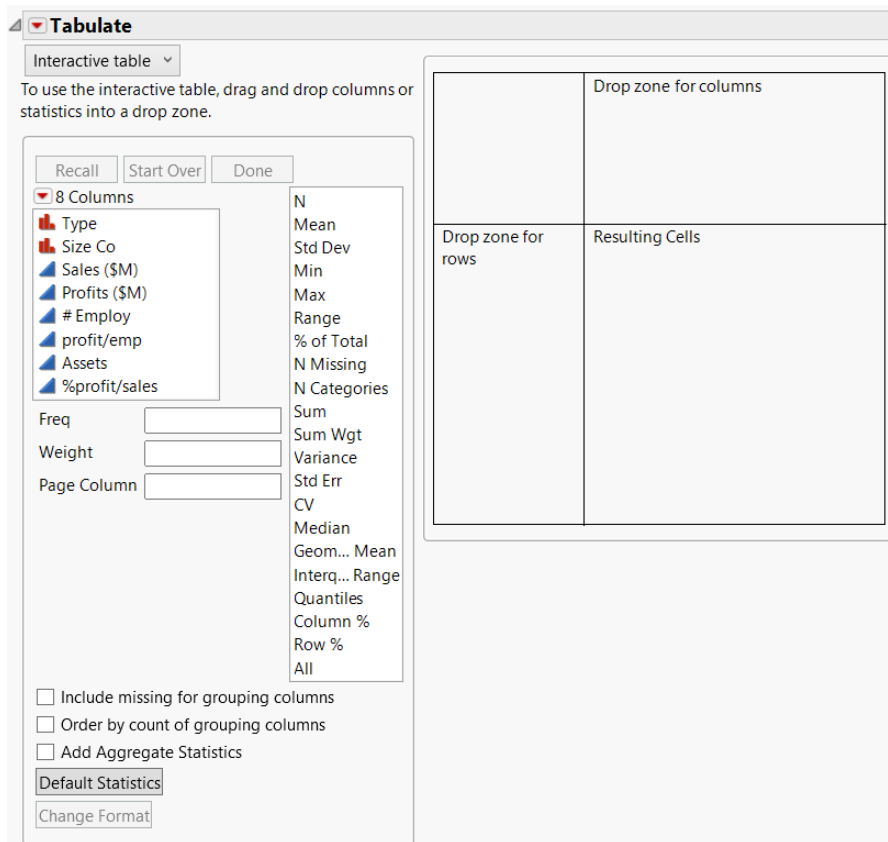 Tabulate
Interactive table
To use the interactive table, drag and drop columns or
statistics into a drop zone.
Recall
Start Over
Done
8 Columns
Type
Size Co
Sales ($M)
Profits ($M)
# Employ
profit/emp
Assets
%profit/sales
Freq
Weight
Page Column
N
Mean
Std Dev
Min
Max
Range
% of Total
N Missing
N Categories
Sum
Sum Wgt
Variance
Std Err
CV
Median
Geom... Mean
Interq... Range
Quantiles
Column %
Row %
All
Include missing for grouping columns
Order by count of grouping columns
Add Aggregate Statistics
Default Statistics
Change Format
Drop zone for columns
Drop zone for
rows
Resulting Cells